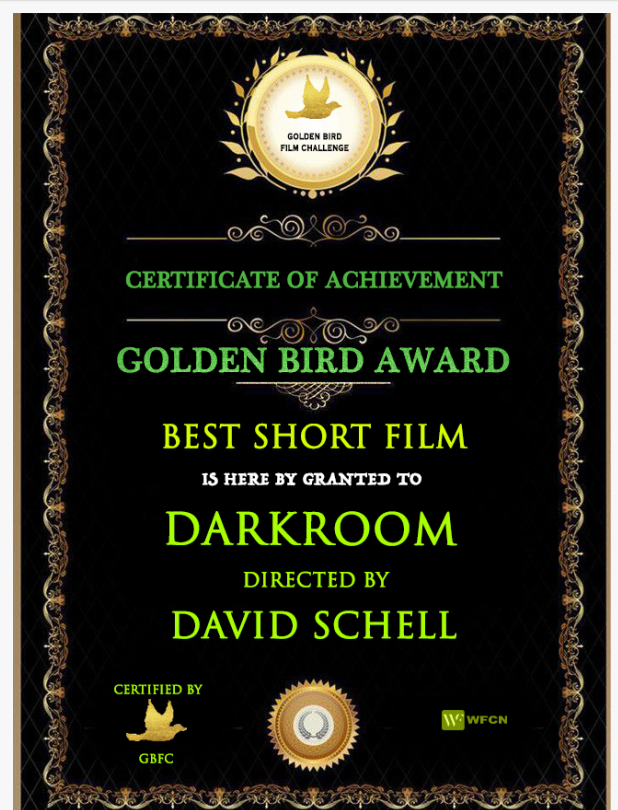 GOLDEN BIRD
FILM CHALLENGE
CERTIFICATE OF ACHIEVEMENT
GOLDEN BIRD AWARD
BEST SHORT FILM
IS HERE BY GRANTED TO
DARKROOM
DIRECTED BY
DAVID SCHELL
CERTIFIED BY
GBFC
W WFCN